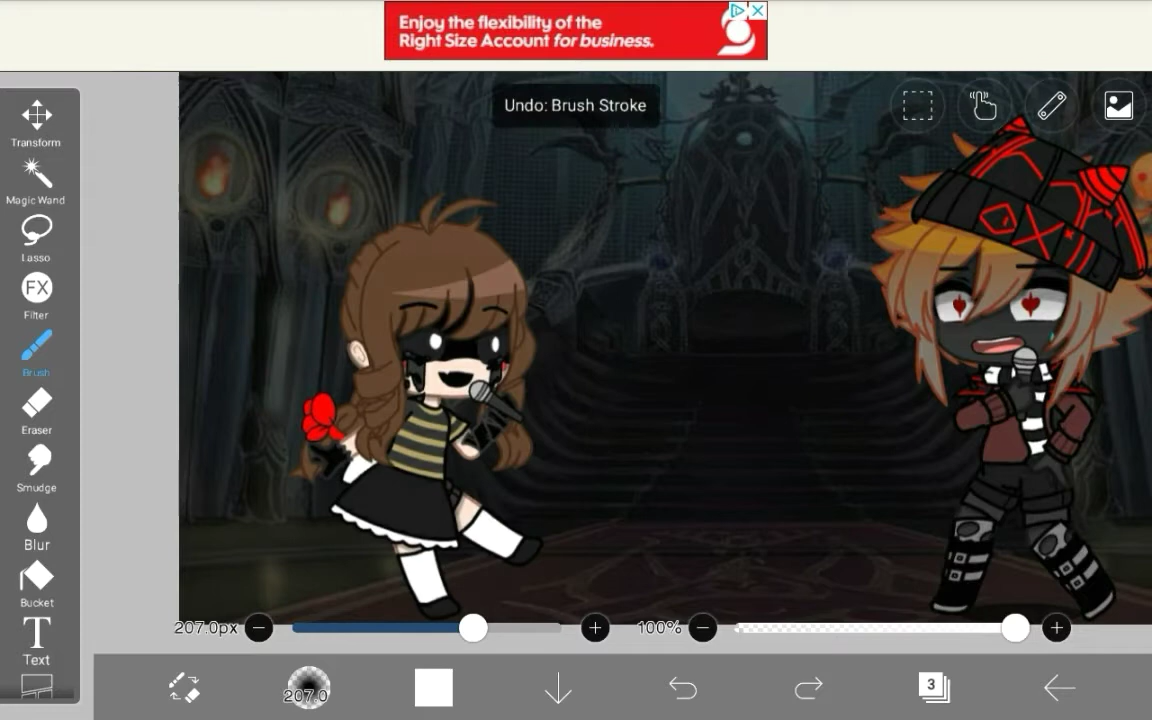 Enjoy the flexibility of the
Right Size Account for business.
Undo: Brush Stroke
Transform
Magic Wand
Lasso
FX
Filter
Brush
Eraser
Smudge
Blur
Bucket
T
Text
207.0px
100%
207.0
3